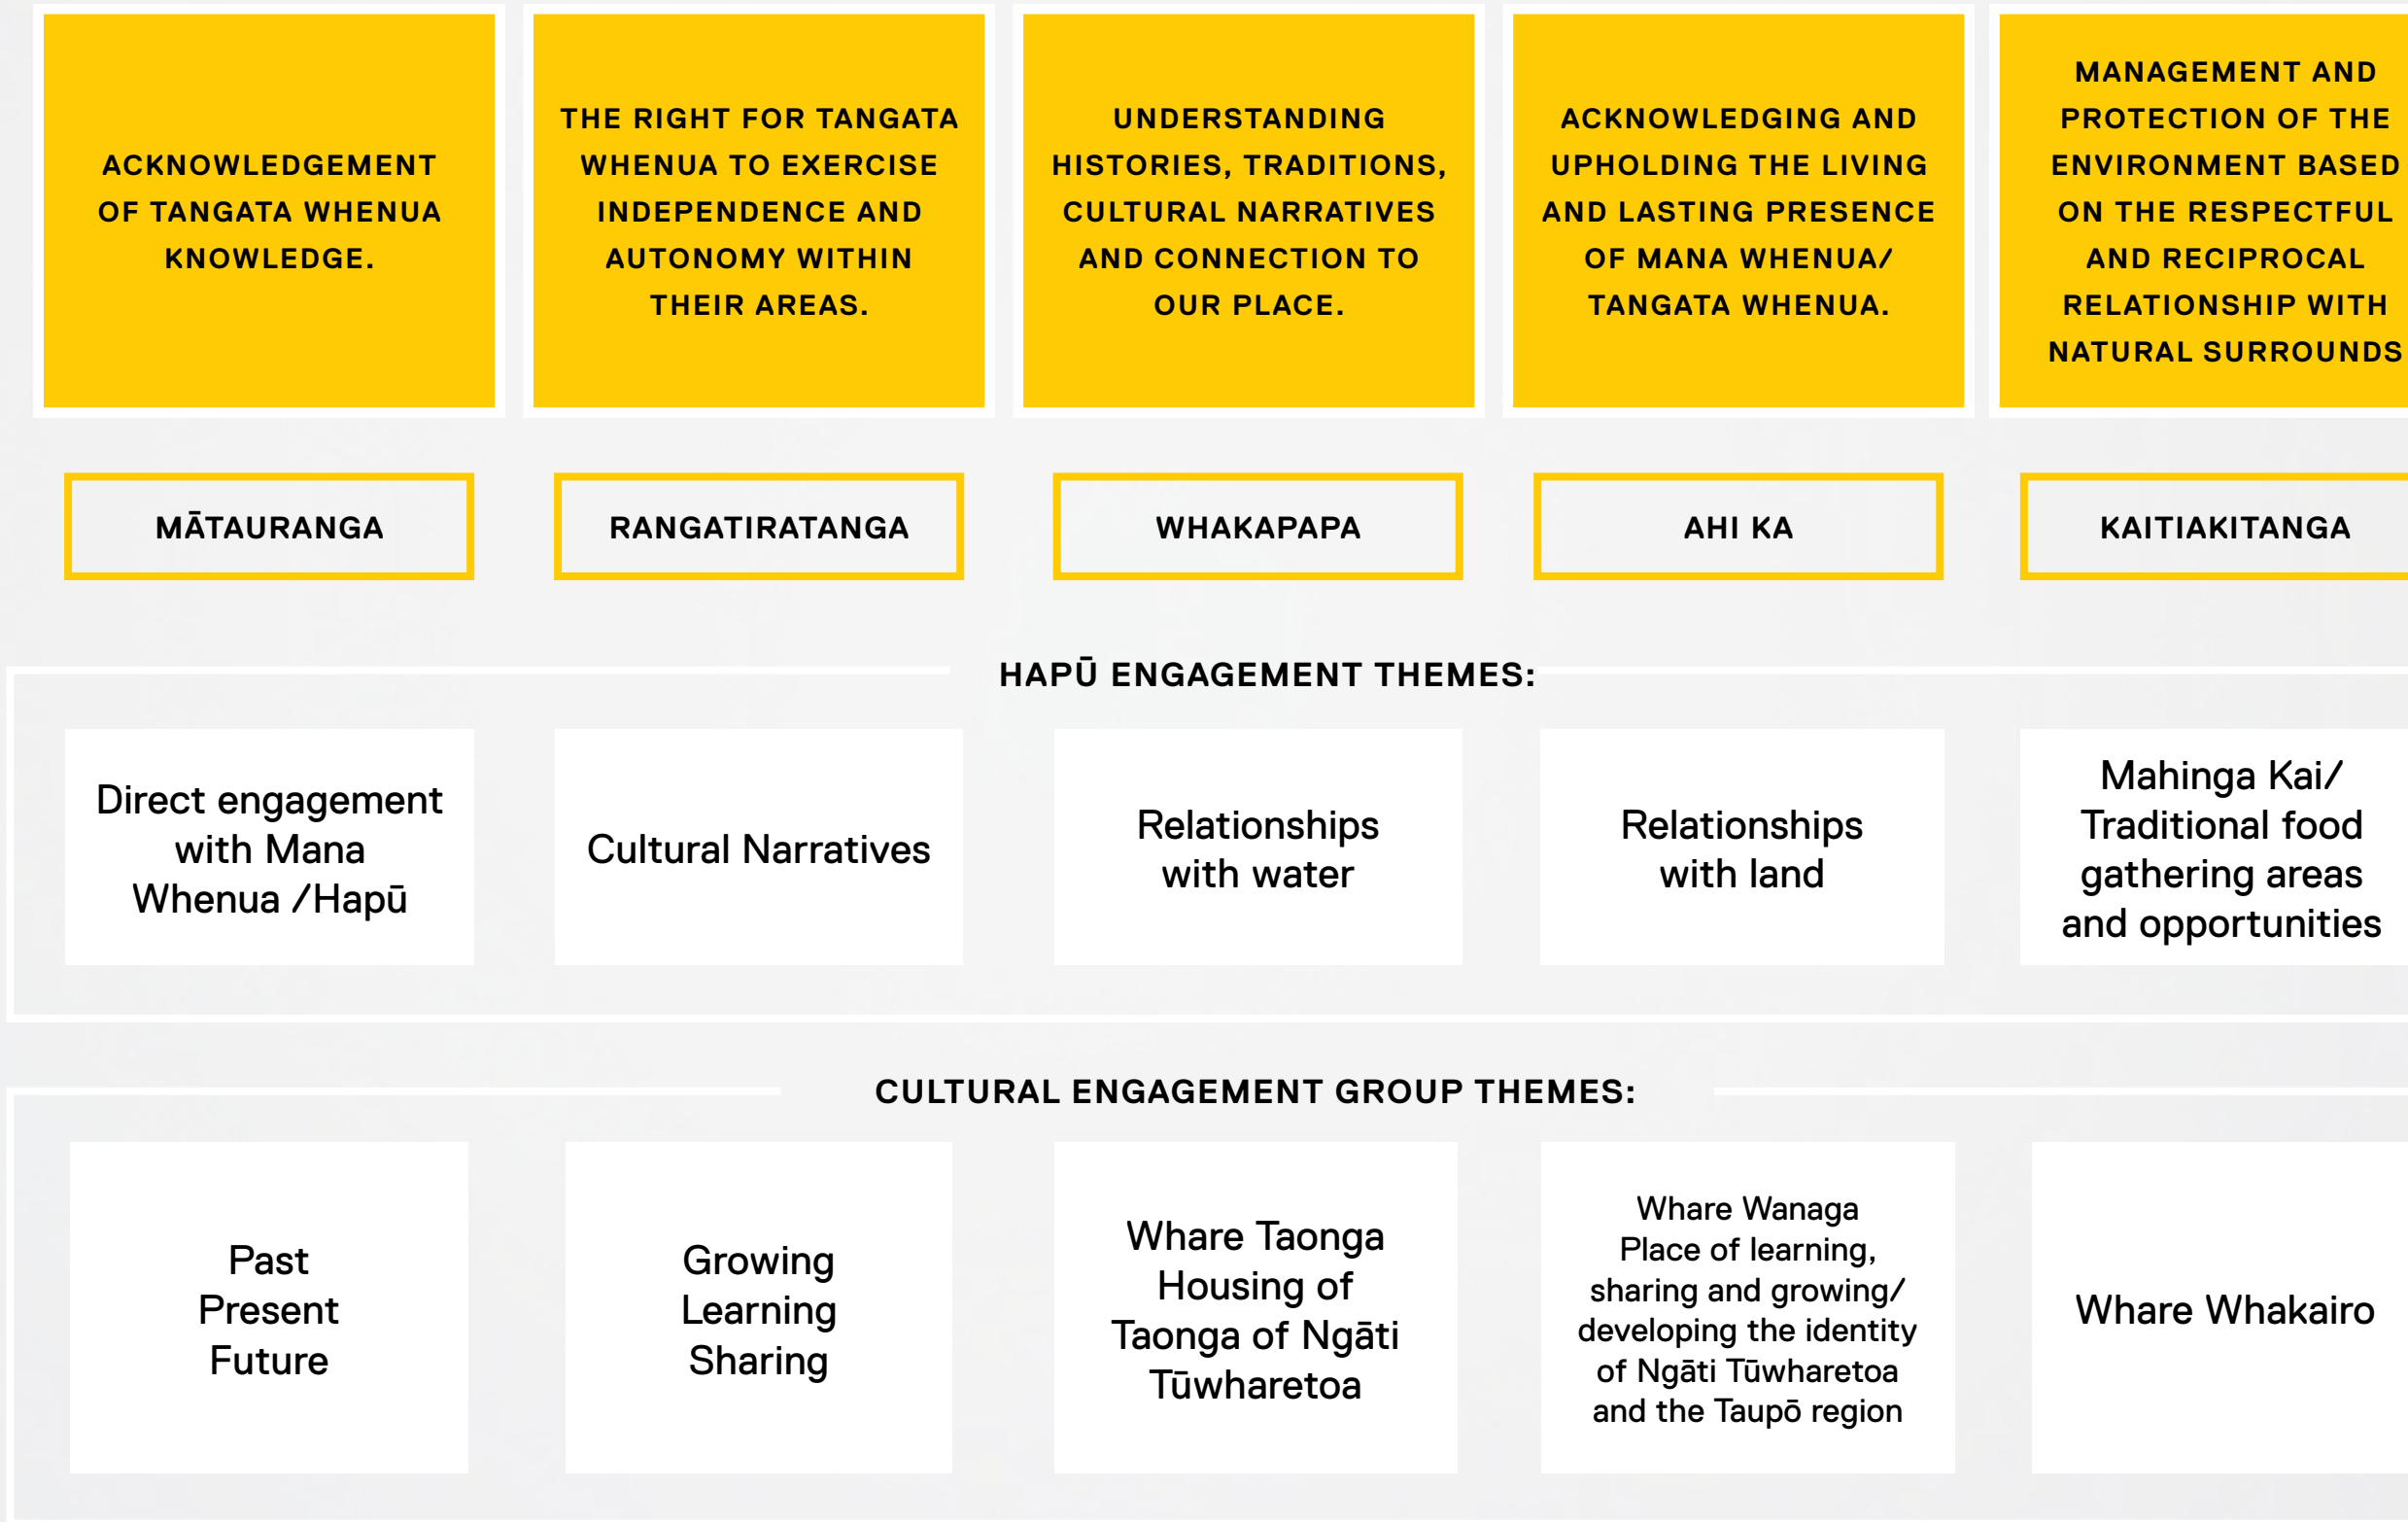 ACKNOWLEDGEMENT
OF TANGATA WHENUA
KNOWLEDGE.
THE RIGHT FOR TANGATA
WHENUA TO EXERCISE
INDEPENDENCE AND
AUTONOMY WITHIN
THEIR AREAS.
UNDERSTANDING
HISTORIES, TRADITIONS,
CULTURAL NARRATIVES
AND CONNECTION TO
OUR PLACE.
ACKNOWLEDGING AND
UPHOLDING THE LIVING
AND LASTING PRESENCE
OF MANA WHENUA/
TANGATA WHENUA.
MANAGEMENT AND
PROTECTION OF THE
ENVIRONMENT BASED
ON THE RESPECTFUL
AND RECIPROCAL
RELATIONSHIP WITH
NATURAL SURROUNDS
MĀTAURANGA
RANGATIRATANGA
WHAKAPAPA
AHI KA
KAITIAKITANGA
HAPŪ ENGAGEMENT THEMES:
Direct engagement
with Mana
Whenua /Hapū
Cultural Narratives
Relationships
with water
Relationships
with land
Mahinga Kai/
Traditional food
gathering areas
and opportunities
CULTURAL ENGAGEMENT GROUP THEMES:
Past
Present
Future
Growing
Learning
Sharing
Whare Taonga
Housing of
Taonga of Ngāti
Tūwharetoa
Whare Wanaga
Place of learning,
sharing and growing/
developing the identity
of Ngāti Tūwharetoa
and the Taupō region
Whare Whakairo